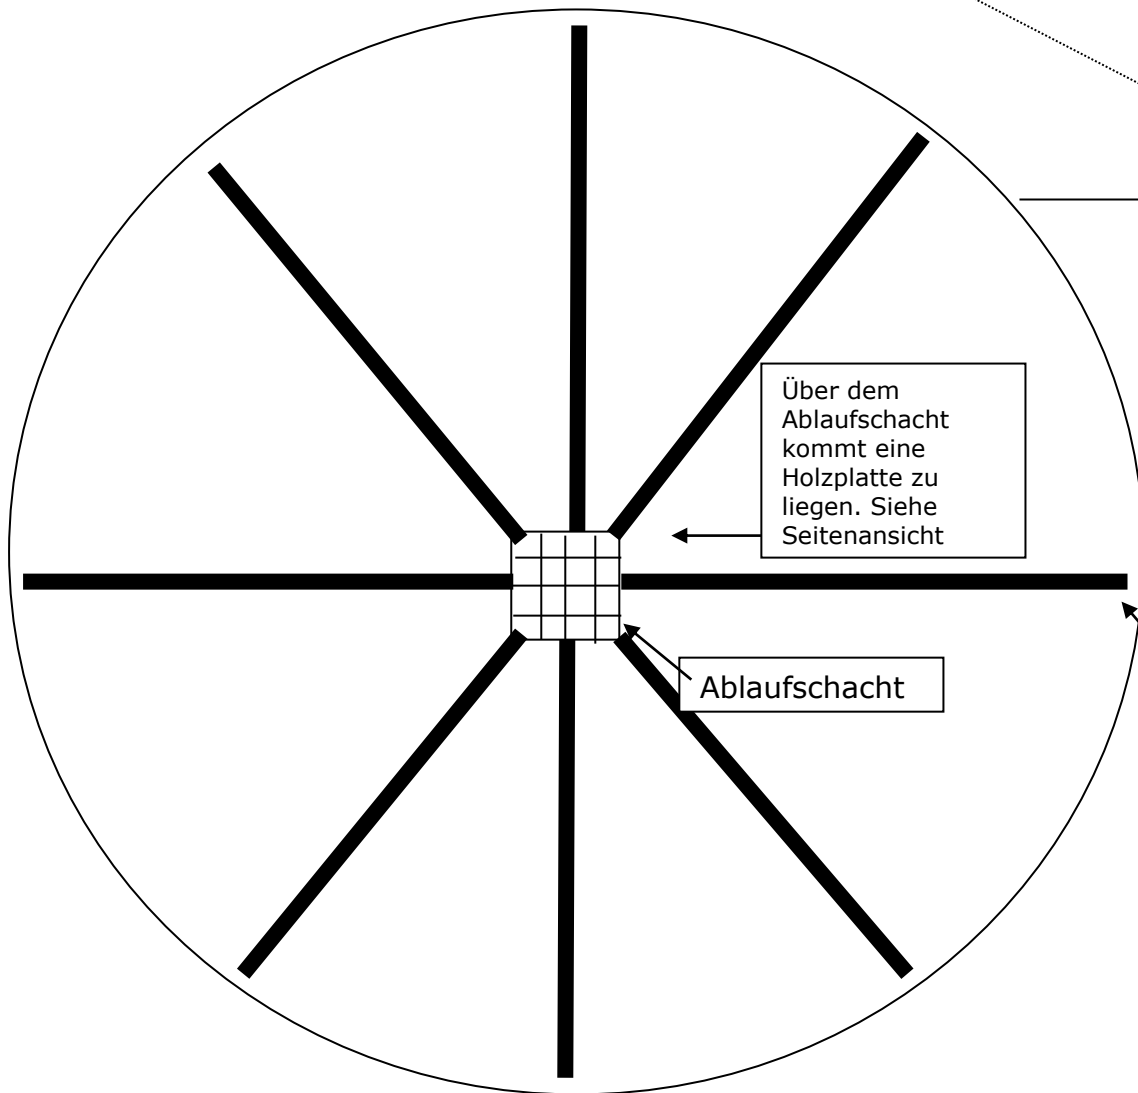 Über dem
Ablaufschacht
kommt eine
Holzplatte zu
liegen. Siehe
Seitenansicht
Ablaufschacht